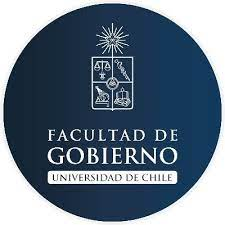 FACULTAD DE
GOBIERNO
UNIVERSIDAD DE CHILE